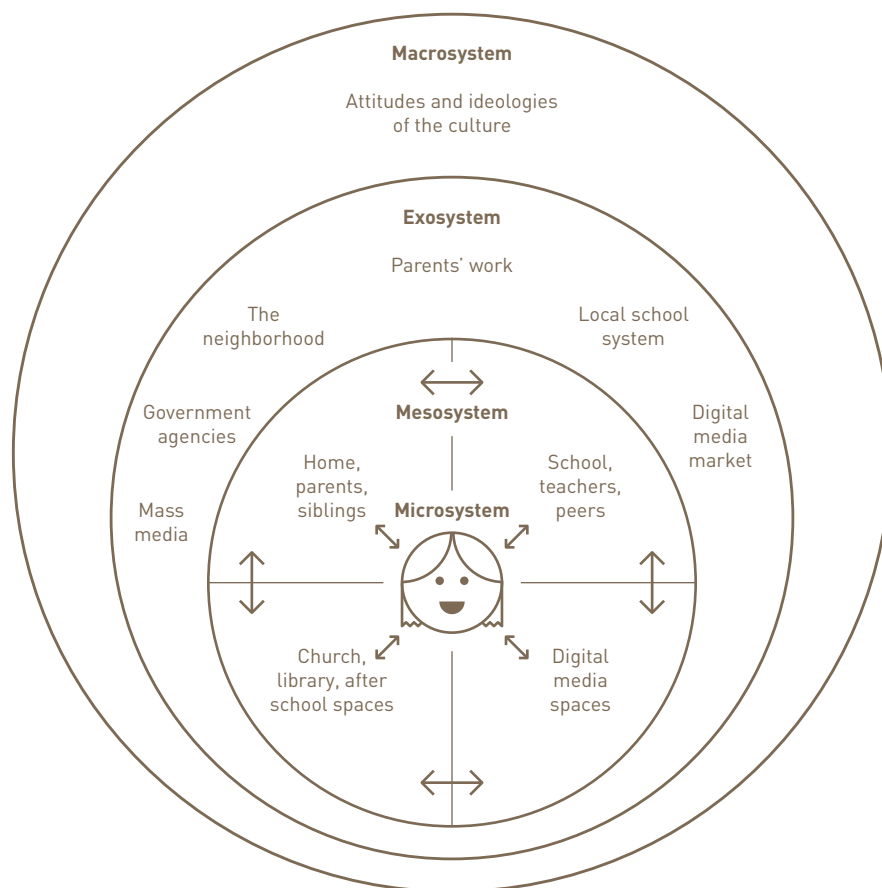 Macrosystem
Attitudes and ideologies
of the culture
Exosystem
Parents’ work
The
neighborhood
Local school
system
Government
agencies
Digital
media
market
Mass
media
Mesosystem
Home,
parents,
siblings
School,
teachers,
peers
Microsystem
Church,
library, after
school spaces
Digital
media
spaces